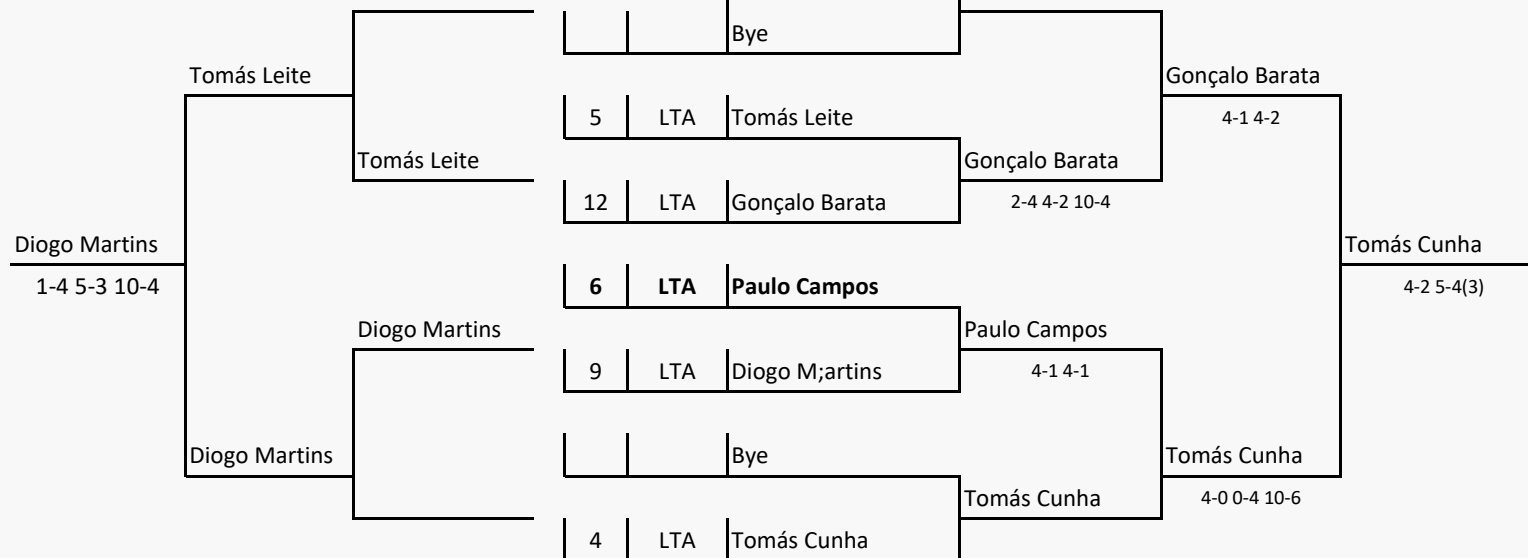 Bye
Tomás Leite
Gonçalo Barata
5 LTA Tomás Leite
4-1 4-2
Tomás Leite
Gonçalo Barata
12 LTA Gonçalo Barata
2-4 4-2 10-4
Diogo Martins
Tomás Cunha
1-4 5-3 10-4
6 LTA Paulo Campos
4-2 5-4(3)
Diogo Martins
Paulo Campos
9 LTA Diogo M;artins
4-1 4-1
Diogo Martins
Bye
Tomás Cunha
Tomás Cunha
4-0 0-4 10-6
4 LTA Tomás Cunha